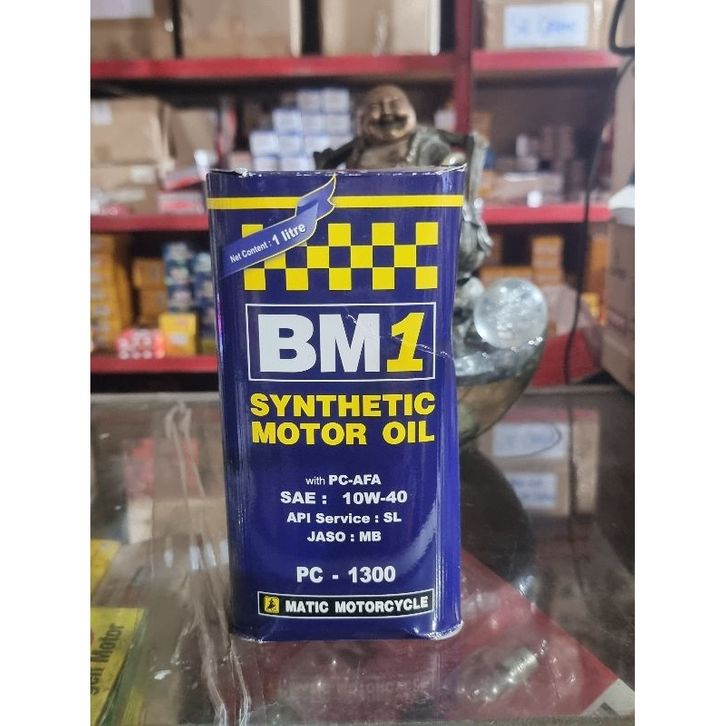 Net Content : 1 litre
BM1
SYNTHETIC
MOTOR OIL
with PC-AFA
SAE : 10W-40
API Service : SL
JASO : MB
PC - 1300
MATIC MOTORCYCLE
Motor